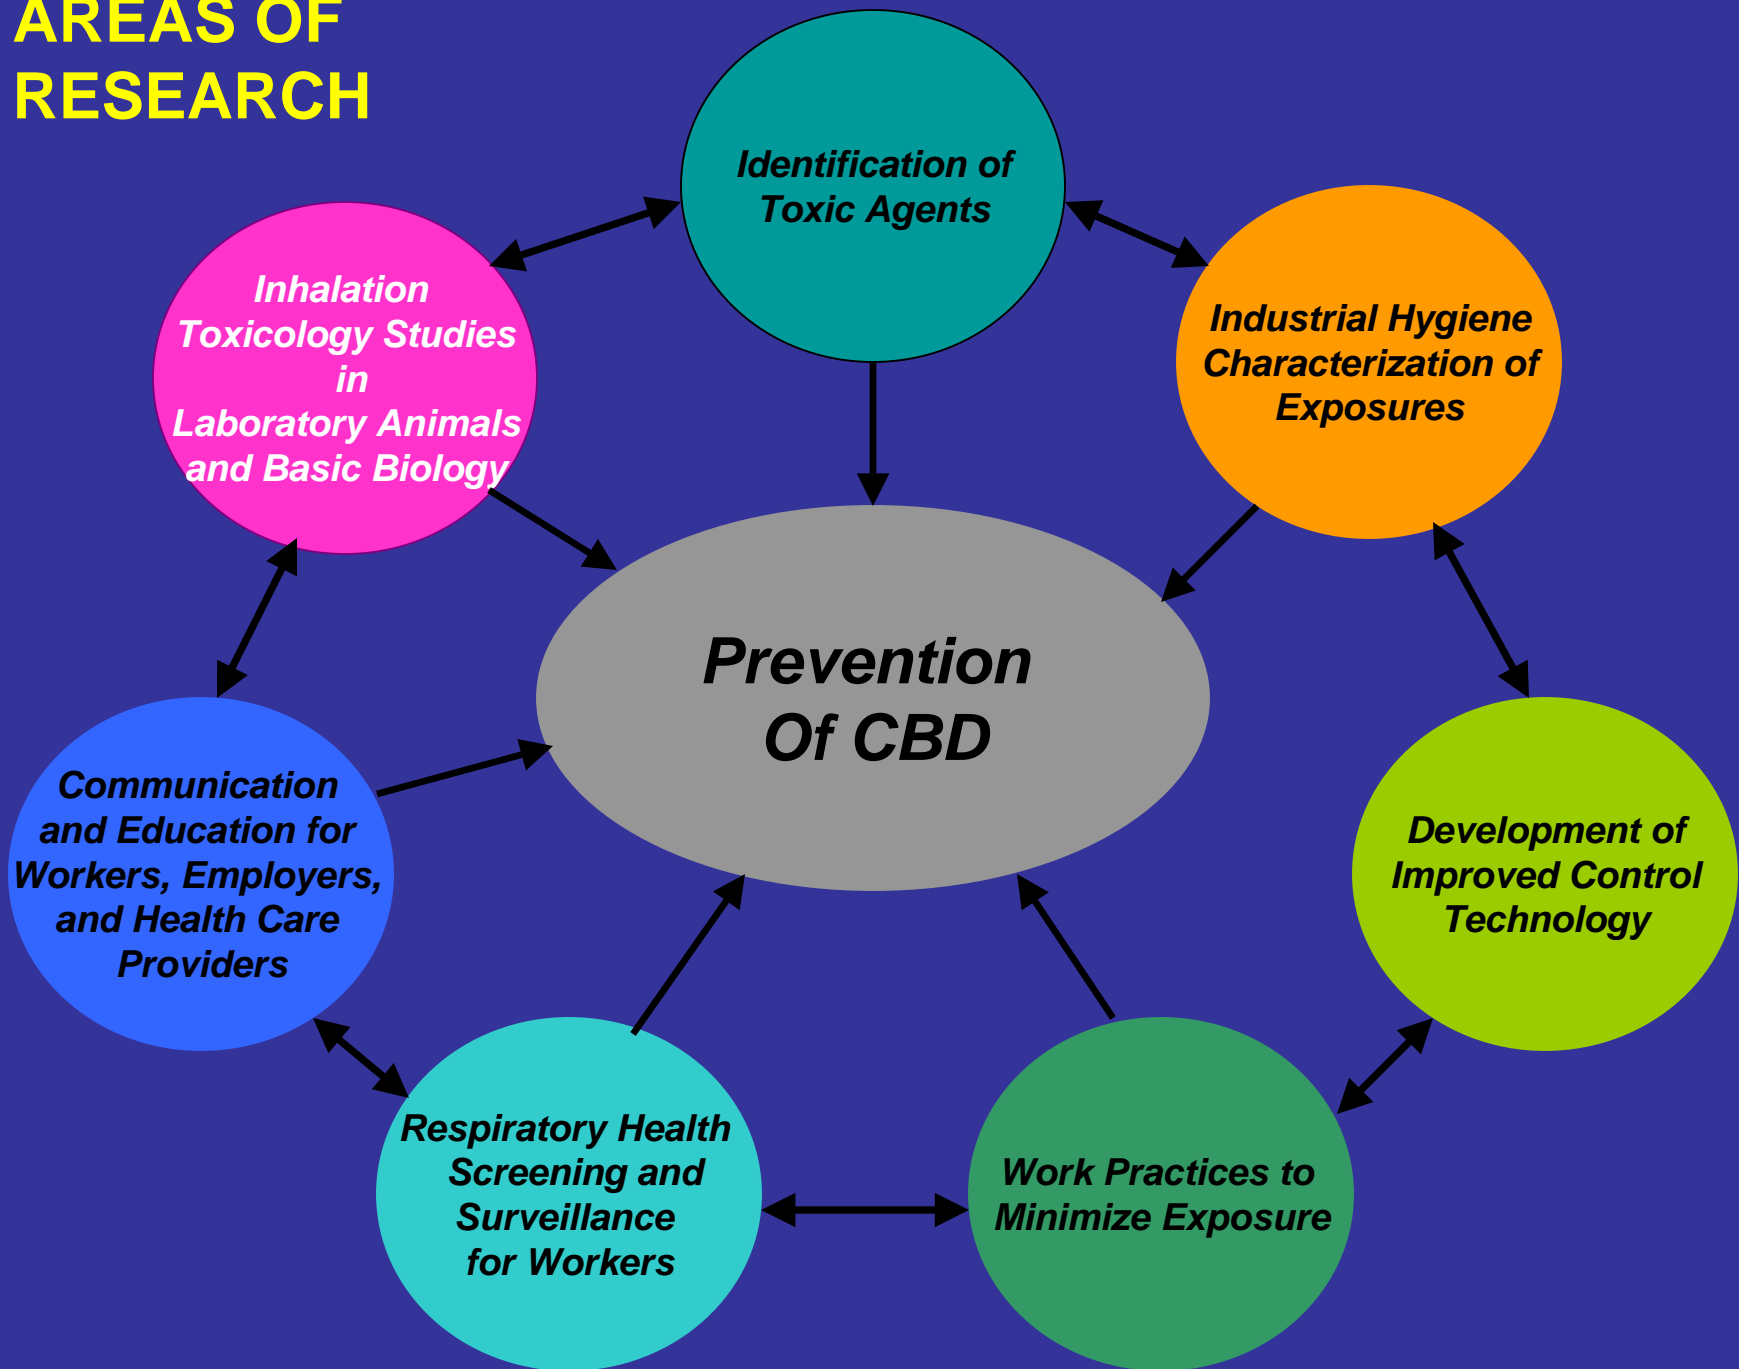 AREAS OF
RESEARCH
Identification of
Toxic Agents
Inhalation
Toxicology Studies
in
Laboratory Animals
and Basic Biology
Industrial Hygiene
Characterization of
Exposures
Prevention
Of CBD
Communication
and Education for
Workers, Employers,
and Health Care
Providers
Development of
Improved Control
Technology
Respiratory Health
Screening and
Surveillance
for Workers
Work Practices to
Minimize Exposure